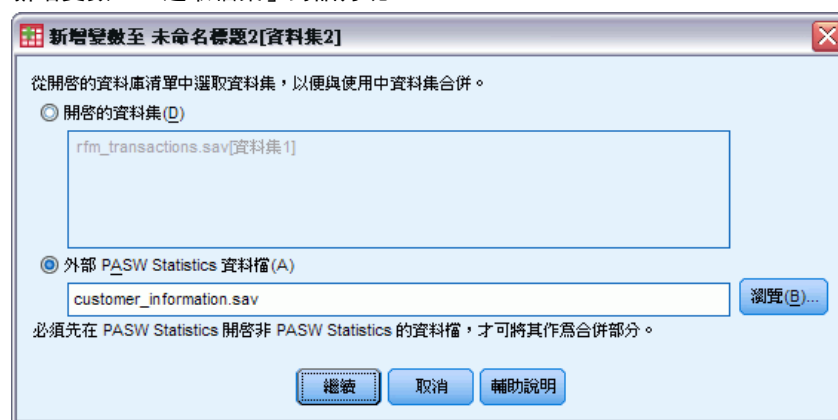 新增變數至 未命名標題2[資料集2]
從開啓的資料庫清單中選取資料集，以便與使用中資料集合併。
開啓的資料集(D)
rfm_transactions.sav[資料集1]
外部 PASW Statistics 資料檔(A)
customer_information.sav
瀏覽(B)...
必須先在 PASW Statistics 開啓非 PASW Statistics 的資料檔，才可將其作為合併部分。
繼續
取消
輔助說明